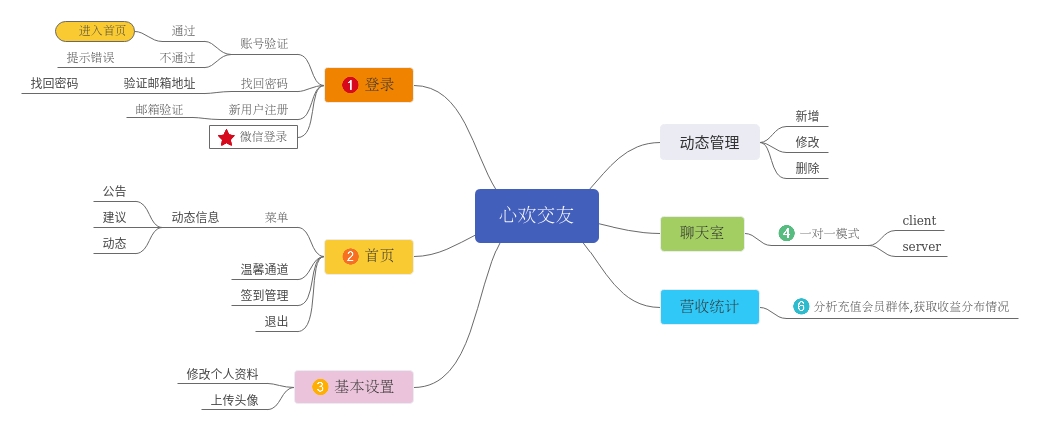 心欢交友
1 登录
账号验证
通过
进入首页
不通过
提示错误
找回密码
验证邮箱地址
找回密码
新用户注册
邮箱验证
微信登录
2 首页
菜单
动态信息
公告
建议
动态
温馨通道
签到管理
退出
3 基本设置
修改个人资料
上传头像
动态管理
新增
修改
删除
聊天室
4 一对一模式
client
server
营收统计
6 分析充值会员群体,获取收益分布情况